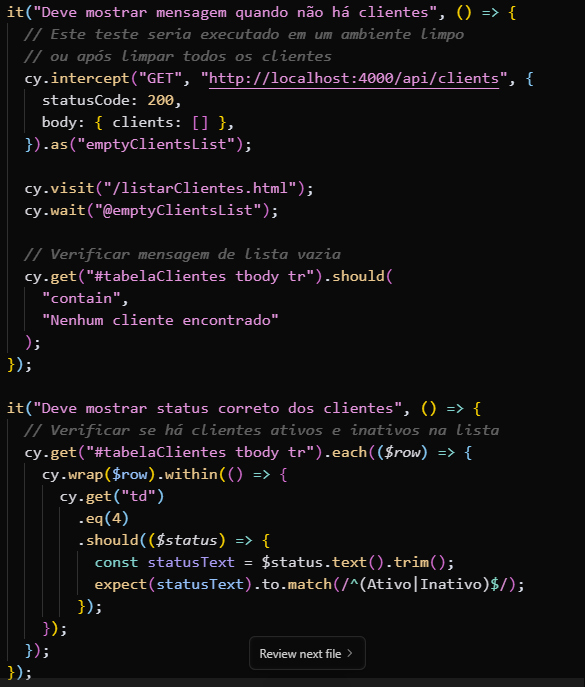 it("Deve mostrar mensagem quando não há clientes", () => {
  // Este teste seria executado em um ambiente limpo
  // ou após limpar todos os clientes
  cy.intercept("GET", "http://localhost:4000/api/clients", {
    statusCode: 200,
    body: { clients: [] },
  }).as("emptyClientsList");

  cy.visit("/listarClientes.html");
  cy.wait("@emptyClientsList");

  // Verificar mensagem de lista vazia
  cy.get("#tabelaClientes tbody tr").should(
    "contain",
    "Nenhum cliente encontrado"
  );
});

it("Deve mostrar status correto dos clientes", () => {
  // Verificar se há clientes ativos e inativos na lista
  cy.get("#tabelaClientes tbody tr").each(($row) => {
    cy.wrap($row).within(() => {
      cy.get("td")
        .eq(4)
        .should(($status) => {
          const statusText = $status.text().trim();
          expect(statusText).to.match(/^(Ativo|Inativo)$/);
        });
    });
  });
Review next file >
});